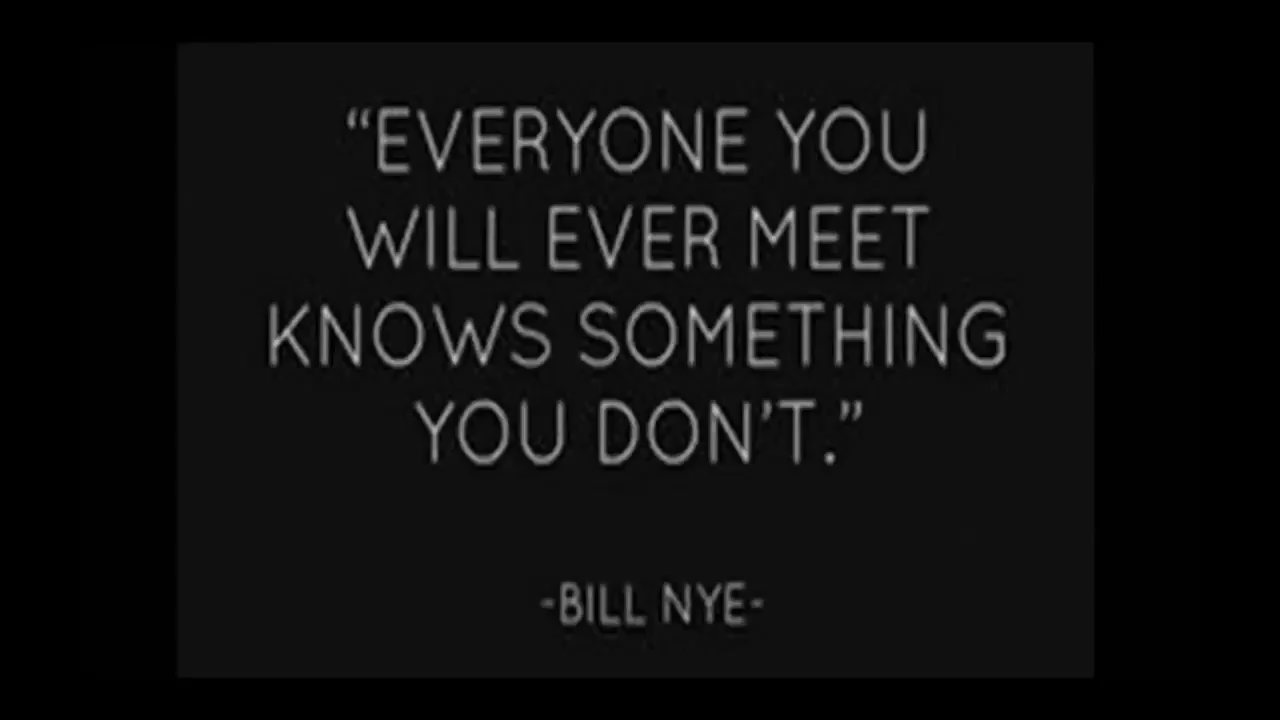 “EVERYONE YOU
WILL EVER MEET
KNOWS SOMETHING
YOU DON’T.”
-BILL NYE-